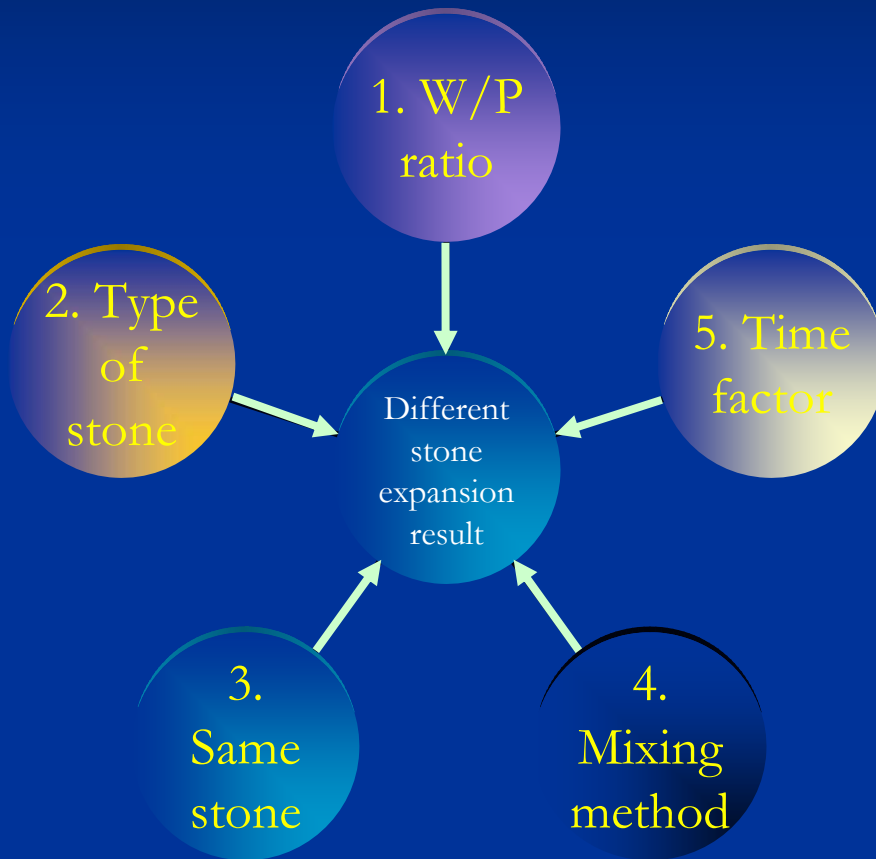 1. W/P
ratio
2. Type
of
stone
5. Time
factor
Different
stone
expansion
result
3.
Same
stone
4.
Mixing
method